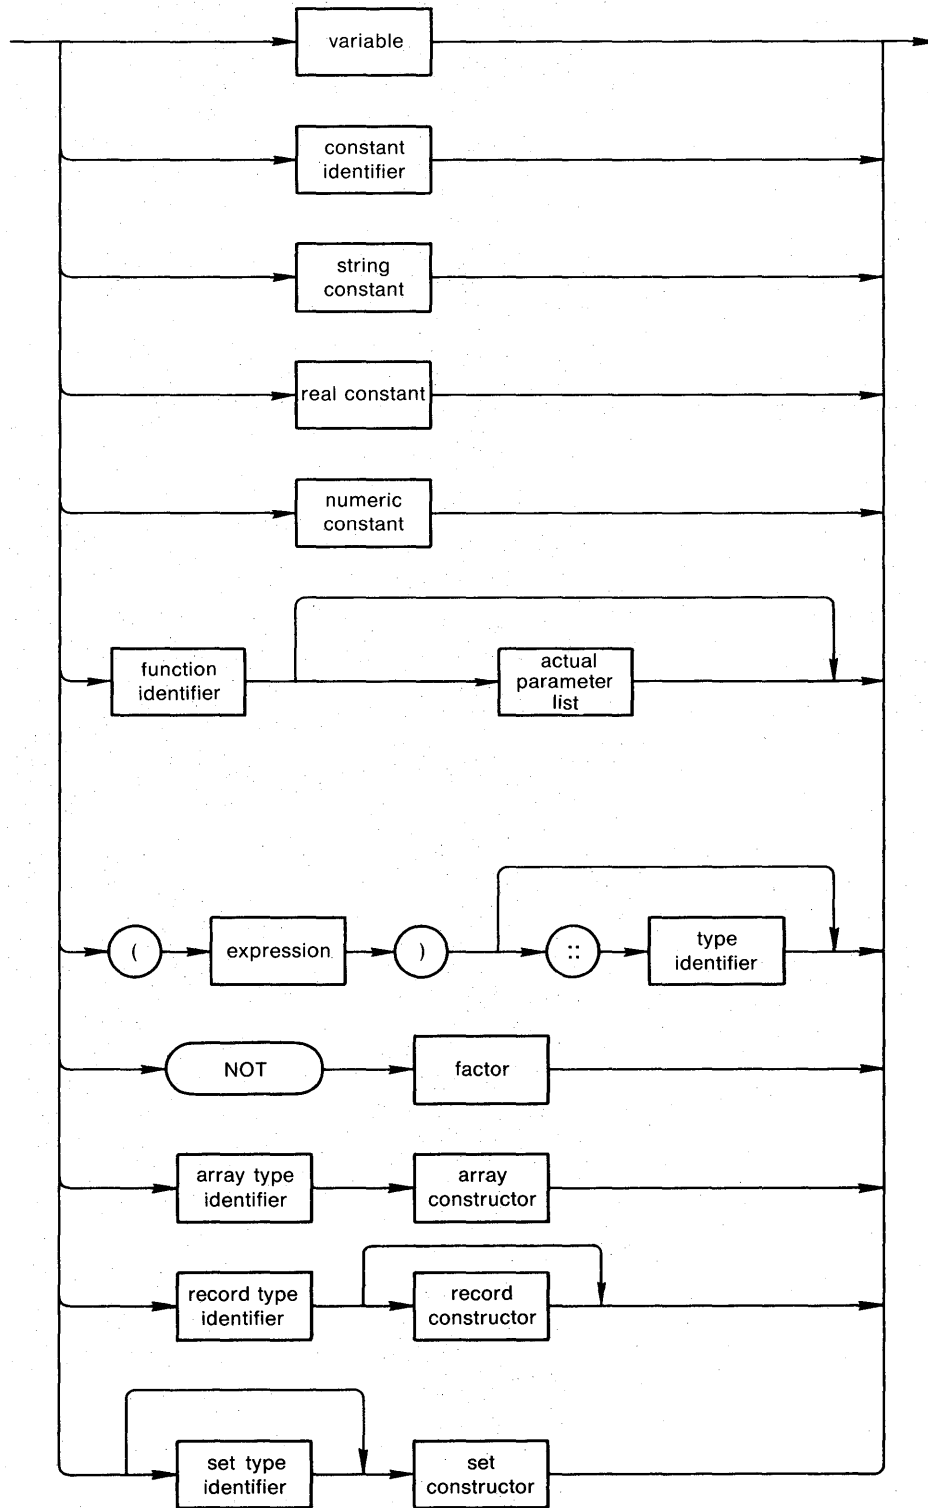 variable
constant
identifier
string
constant
real constant
numeric
constant
function
identifier
actual
parameter
list
(
expression
)
::
type
identifier
NOT
factor
array type
identifier
array
constructor
record type
identifier
record
constructor
set type
identifier
set
constructor